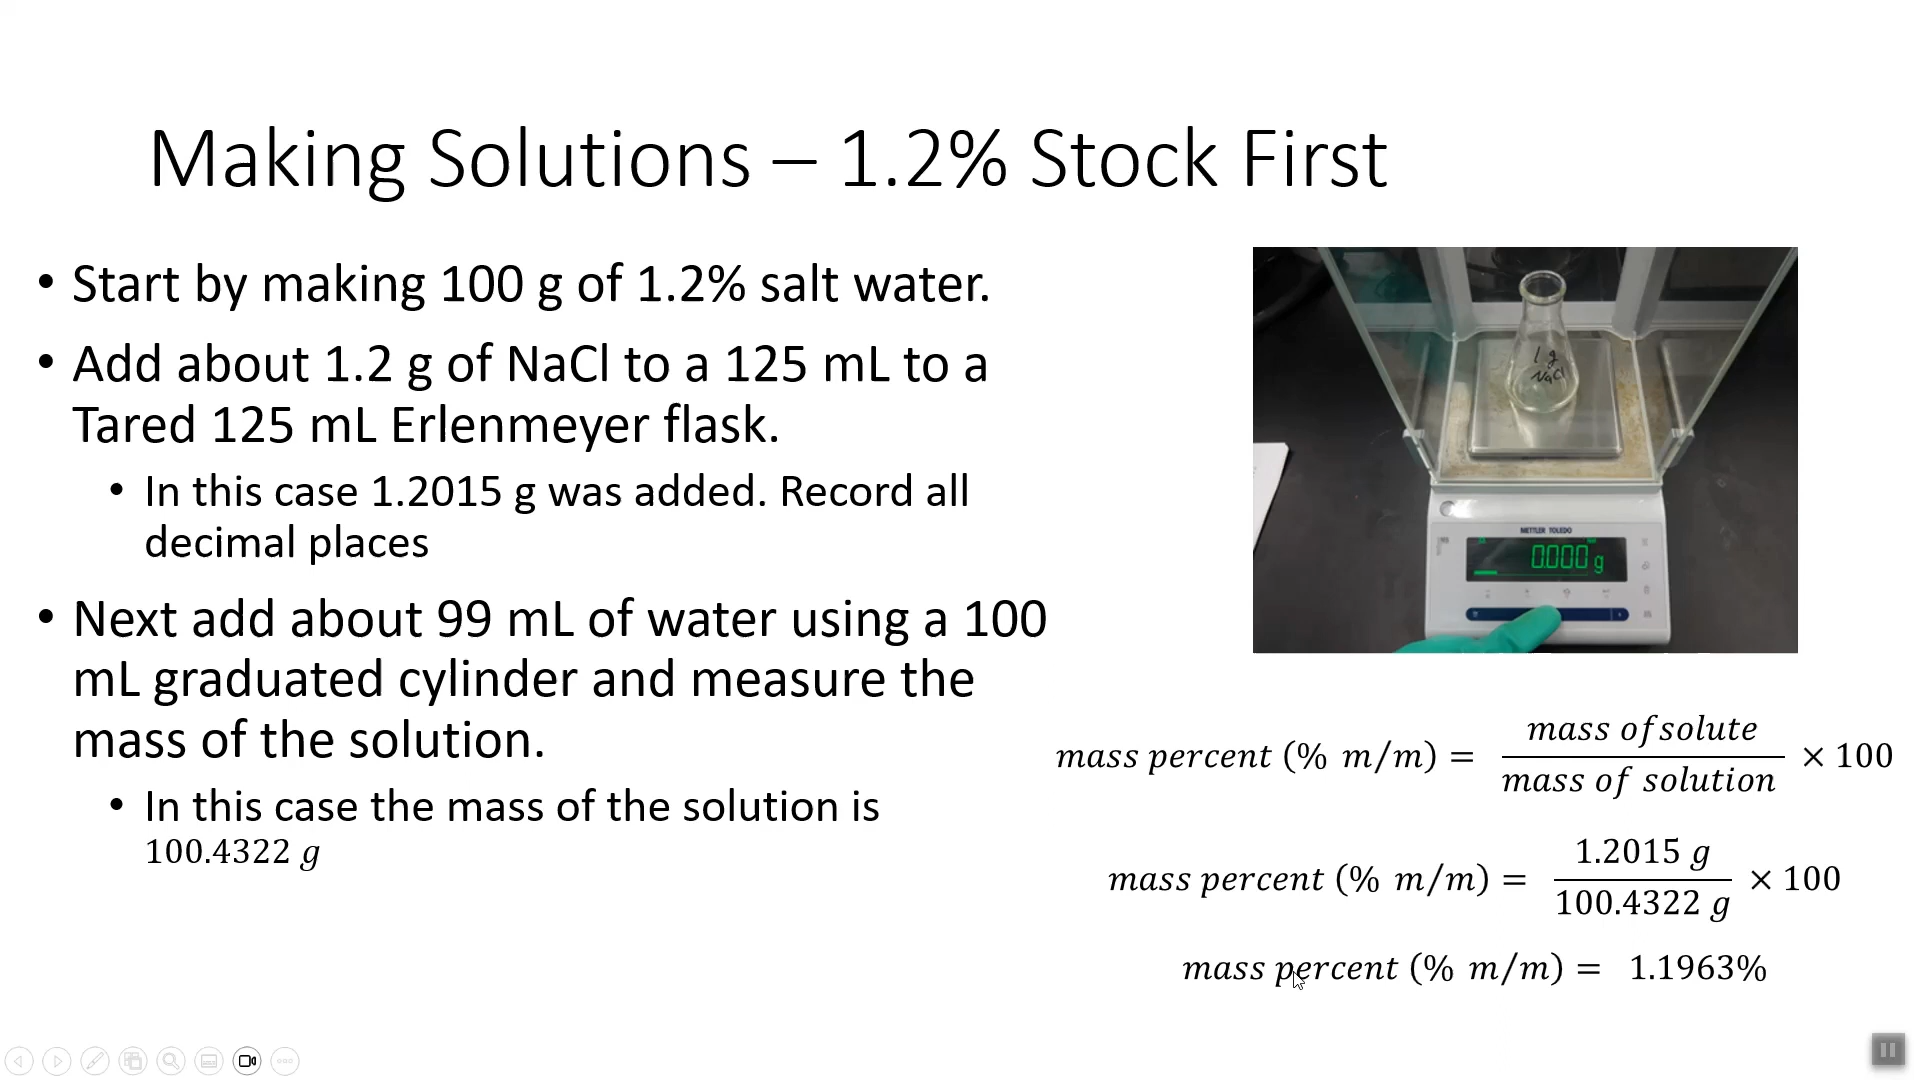 Making Solutions – 1.2% Stock First
• Start by making 100 g of 1.2% salt water.
• Add about 1.2 g of NaCl to a 125 mL to a
Tared 125 mL Erlenmeyer flask.
• In this case 1.2015 g was added. Record all
decimal places
• Next add about 99 mL of water using a 100
mL graduated cylinder and measure the
mass of the solution.
• In this case the mass of the solution is
100.4322 g
1 g
NaCl
METTLER TOLEDO
0.000 g
mass percent (% m/m) = mass ofsolute / mass of solution × 100
mass percent (% m/m) = 1.2015 g / 100.4322 g × 100
mass percent (% m/m) = 1.1963%